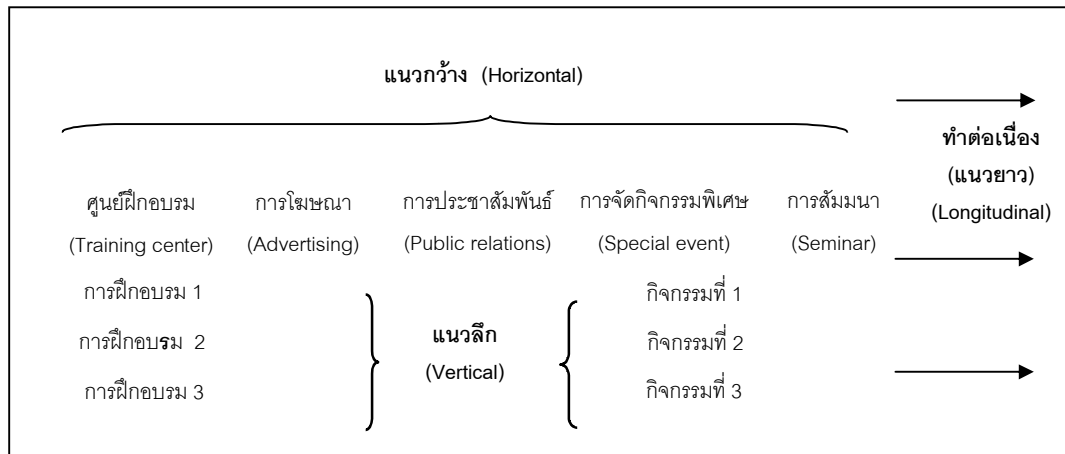 แนวกว้าง (Horizontal)
ทำต่อเนื่อง
(แนวยาว)
(Longitudinal)
ศูนย์ฝึกอบรม การโฆษณา การประชาสัมพันธ์ การจัดกิจกรรมพิเศษ การสัมมนา
(Training center) (Advertising) (Public relations) (Special event) (Seminar)
การฝึกอบรม 1 กิจกรรมที่ 1
แนวลึก
การฝึกอบรม 2 กิจกรรมที่ 2
(Vertical)
การฝึกอบรม 3 กิจกรรมที่ 3